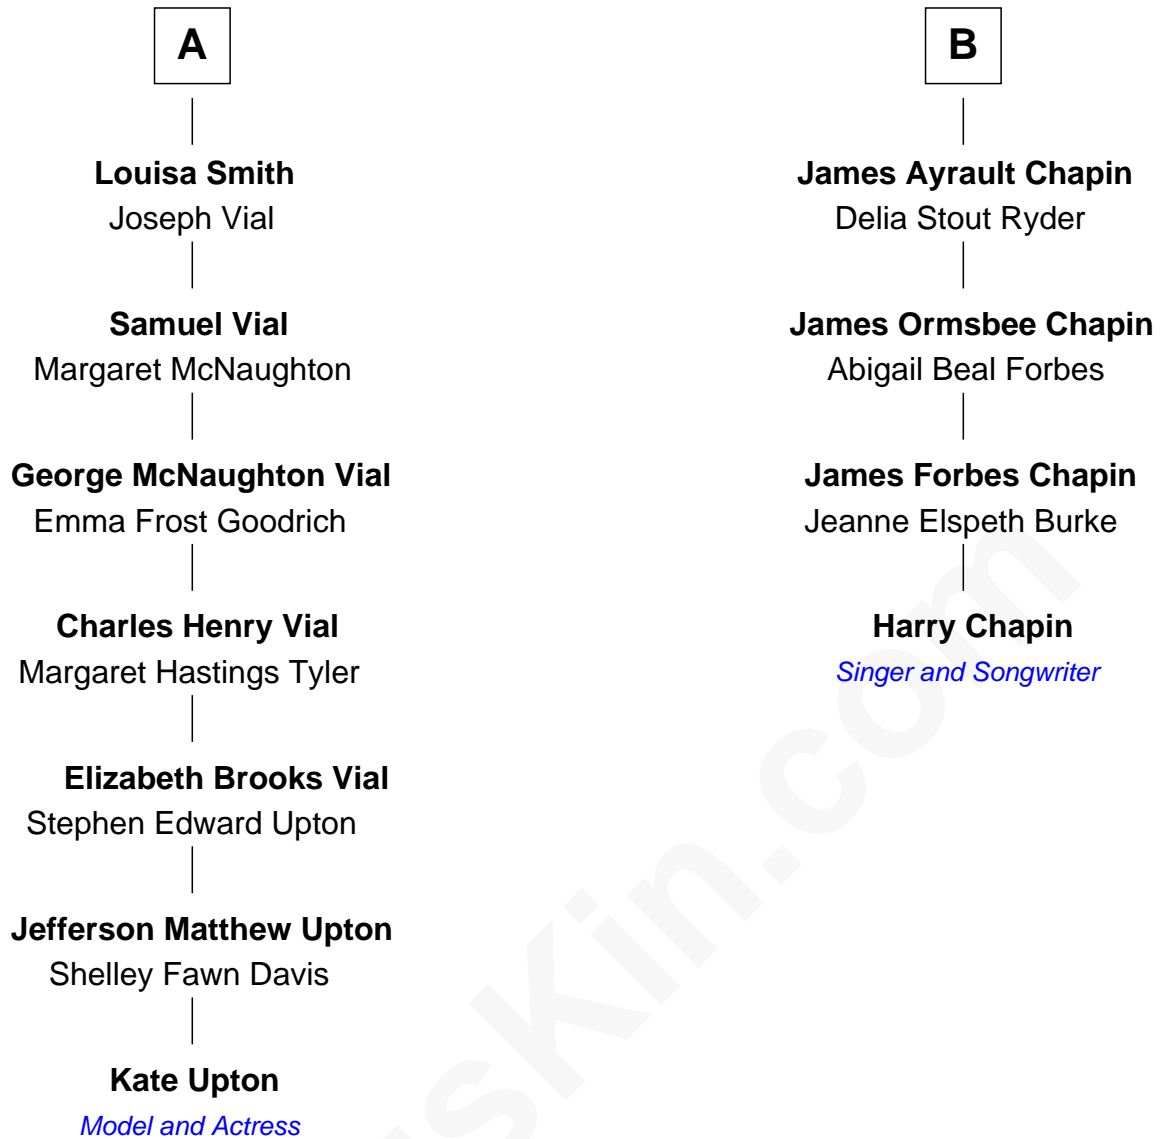 A
Louisa Smith
Joseph Vial
Samuel Vial
Margaret McNaughton
George McNaughton Vial
Emma Frost Goodrich
Charles Henry Vial
Margaret Hastings Tyler
Elizabeth Brooks Vial
Stephen Edward Upton
Jefferson Matthew Upton
Shelley Fawn Davis
Kate Upton
Model and Actress
B
James Ayrault Chapin
Delia Stout Ryder
James Ormsbee Chapin
Abigail Beal Forbes
James Forbes Chapin
Jeanne Elspeth Burke
Harry Chapin
Singer and Songwriter
sKin.com